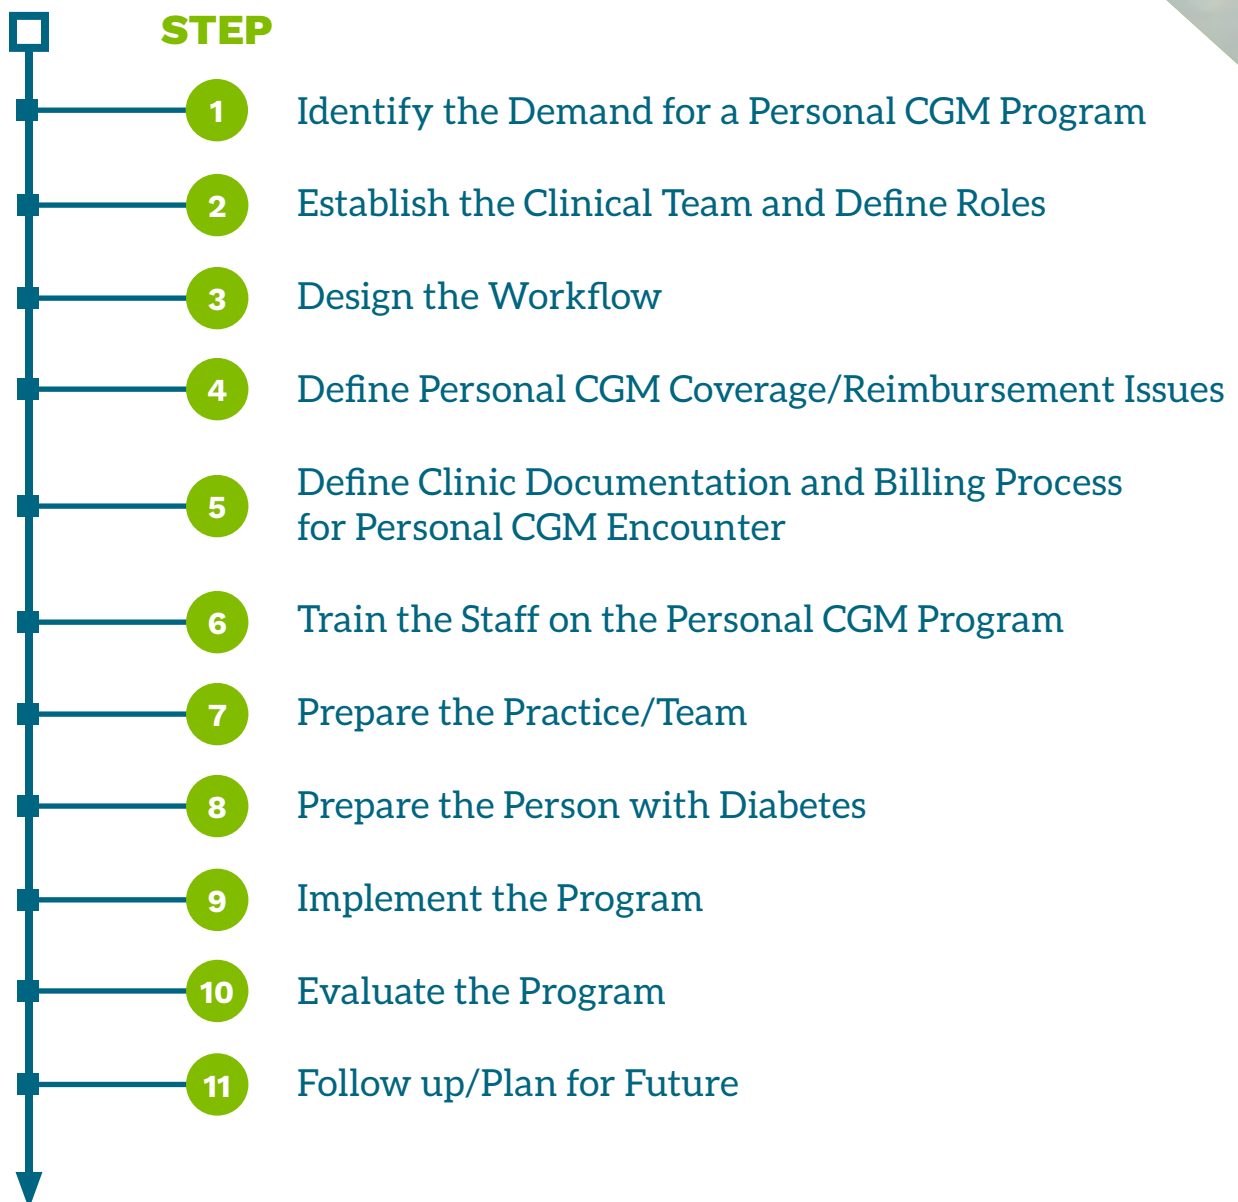 STEP
1 Identify the Demand for a Personal CGM Program
2 Establish the Clinical Team and Define Roles
3 Design the Workflow
4 Define Personal CGM Coverage/Reimbursement Issues
5 Define Clinic Documentation and Billing Process
for Personal CGM Encounter
6 Train the Staff on the Personal CGM Program
7 Prepare the Practice/Team
8 Prepare the Person with Diabetes
9 Implement the Program
10 Evaluate the Program
11 Follow up/Plan for Future